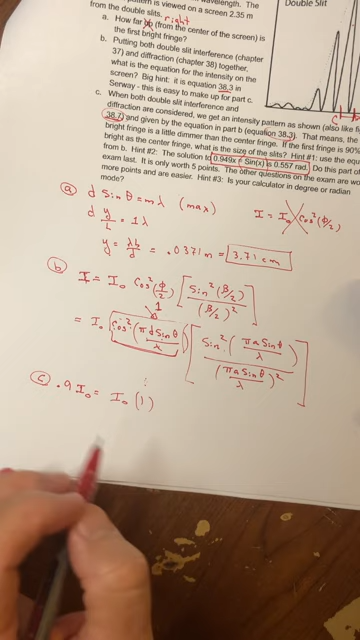 wavelength. The
pattern is viewed on a screen 2.35 m
from the double slits.
right
a. How far up (from the center of the screen) is
the first bright fringe?
b. Putting both double slit interference (chapter
37) and diffraction (chapter 38) together,
what is the equation for the intensity on the
screen? Big hint: it is equation 38.3 in
Serway - this is easy to make up for part c.
c. When both double slit interference and
diffraction are considered, we get an intensity pattern as shown (also like
38.7) and given by the equation in part b (equation 38.3). That means, the
bright fringe is a little dimmer than the center fringe. If the first fringe is 90%
bright as the center fringe, what is the size of the slits? Hint #1: use the
from b. Hint #2: The solution to 0.949x = Sin(x) is 0.557 rad. Do this part
exam last. It is only worth 5 points. The other questions on the exam are
more points and are easier. Hint #3: Is your calculator in degree or radian
mode?
Double Slit
a d Sin θ = mλ (max) I = I₀ Cos²(φ/2)
d y/L = 1λ
y = λL/d = .0371m = 3.71 cm
b I = I₀ Cos²(φ/2) [Sin²(β/2)/(β/2)²]
1
= I₀ Cos²(πd Sinθ/λ) [Sin²(πa Sinθ/λ)/(πa Sinθ/λ)²]
c .9 I₀ = I₀ (1)